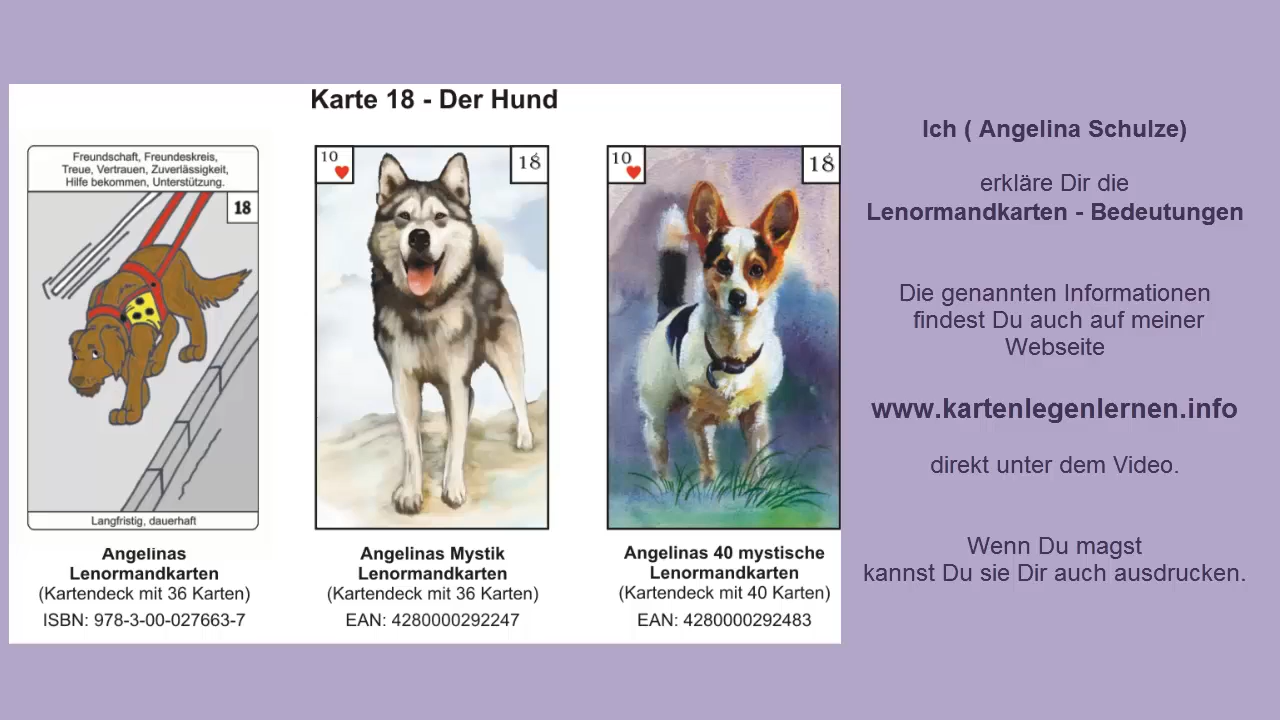 Karte 18 - Der Hund
Freundschaft, Freundeskreis,
Treue, Vertrauen, Zuverlässigkeit,
Hilfe bekommen, Unterstützung.
18
Langfristig, dauerhaft
Angelinas
Lenormandkarten
(Kartendeck mit 36 Karten)
ISBN: 978-3-00-027663-7
10
18
Angelinas Mystik
Lenormandkarten
(Kartendeck mit 36 Karten)
EAN: 4280000292247
10
18
Angelinas 40 mystische
Lenormandkarten
(Kartendeck mit 40 Karten)
EAN: 4280000292483
Ich ( Angelina Schulze)
erkläre Dir die
Lenormandkarten - Bedeutungen
Die genannten Informationen
findest Du auch auf meiner
Webseite
www.kartenlegenlernen.info
direkt unter dem Video.
Wenn Du magst
kannst Du sie Dir auch ausdrucken.